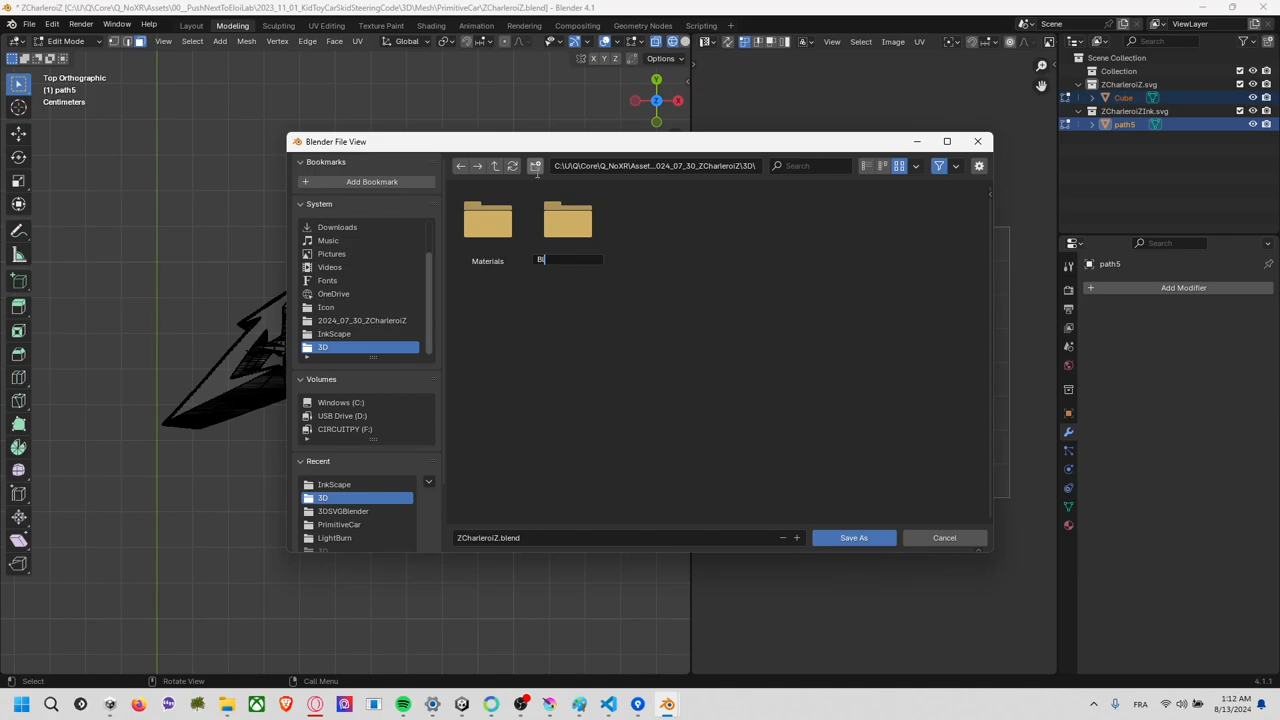 * ZCharleroiZ [C:\U\Q\Core\Q_NoXR\Assets\00_PushNextToEloiLab\2023_11_01_KidToyCarSkidSteeringCode\3D\Mesh\PrimitiveCar\ZCharleroiZ.blend] - Blender 4.1
File Edit Render Window Help Layout Modeling Sculpting UV Editing Texture Paint Shading Animation Rendering Compositing Geometry Nodes Scripting + Scene ViewLayer
Edit Mode View Select Add Mesh Vertex Edge Face UV Global View Select Image UV Search
X Y Z Options
Top Orthographic
(1) path5
Centimeters
Y
Z X
Scene Collection
Collection
ZCharleroiZ.svg
Cube
ZCharleroiZInk.svg
path5
Search
path5
Add Modifier
Blender File View
Bookmarks
Add Bookmark
System
Downloads
Music
Pictures
Videos
Fonts
OneDrive
Icon
2024_07_30_ZCharleroiZ
InkScape
3D
Volumes
Windows (C:)
USB Drive (D:)
CIRCUITPY (F:)
Recent
InkScape
3D
3DSVGBlender
PrimitiveCar
LightBurn
C:\U\Q\Core\Q_NoXR\Asset...024_07_30_ZCharleroiZ\3D\
Search
Materials
Bl
ZCharleroiZ.blend
Save As
Cancel
Select Rotate View Call Menu 4.1.1
FRA
1:12 AM
8/13/2024